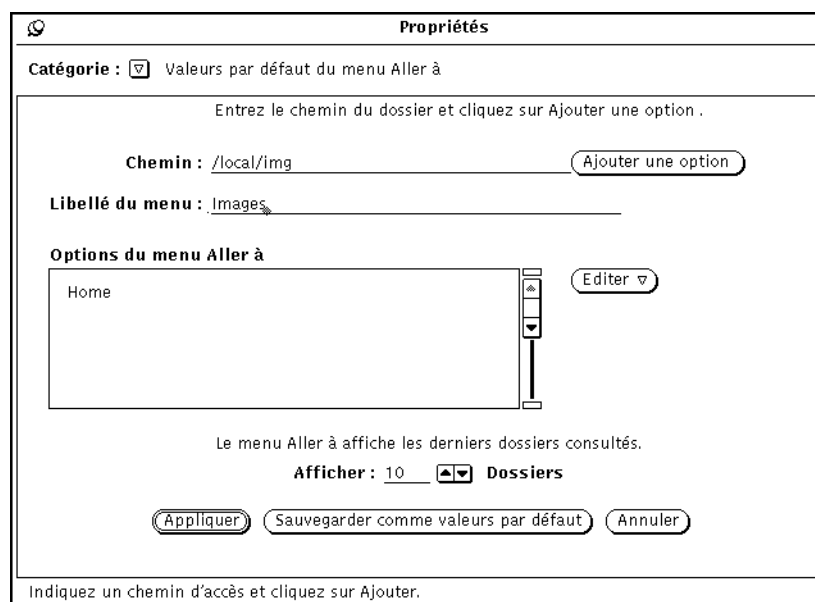 Propriétés
Catégorie : Valeurs par défaut du menu Aller à
Entrez le chemin du dossier et cliquez sur Ajouter une option .
Chemin : /local/img Ajouter une option
Libellé du menu : Images
Options du menu Aller à
Home
Editer
Le menu Aller à affiche les derniers dossiers consultés.
Afficher : 10 Dossiers
Appliquer Sauvegarder comme valeurs par défaut Annuler
Indiquez un chemin d'accès et cliquez sur Ajouter.